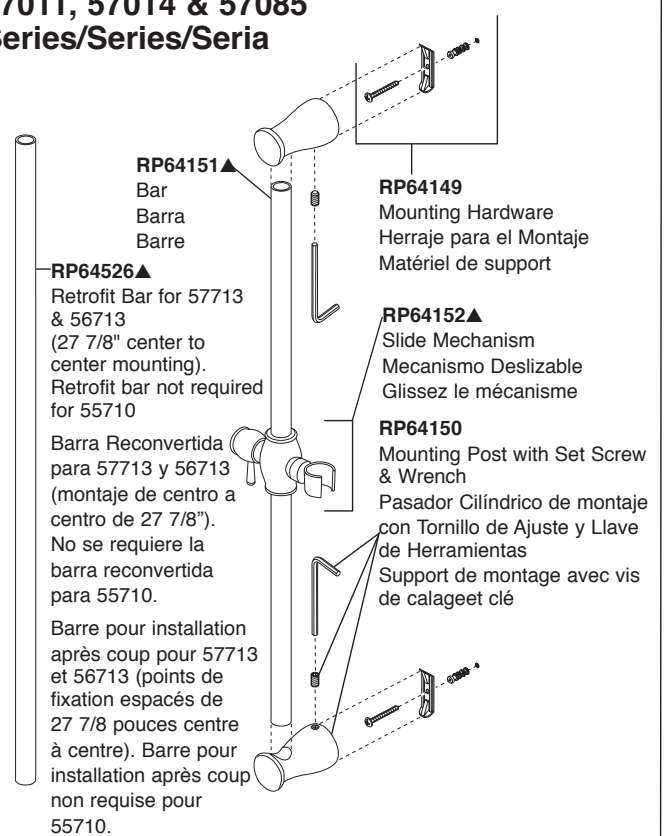 7011, 57014 & 57085
Series/Series/Seria
RP64151▲
Bar
Barra
Barre
RP64526▲
Retrofit Bar for 57713
& 56713
(27 7/8" center to
center mounting).
Retrofit bar not required
for 55710
Barra Reconvertida
para 57713 y 56713
(montaje de centro a
centro de 27 7/8”).
No se requiere la
barra reconvertida
para 55710.
Barre pour installation
après coup pour 57713
et 56713 (points de
fixation espacés de
27 7/8 pouces centre
à centre). Barre pour
installation après coup
non requise pour
55710.
RP64149
Mounting Hardware
Herraje para el Montaje
Matériel de support
RP64152▲
Slide Mechanism
Mecanismo Deslizable
Glissez le mécanisme
RP64150
Mounting Post with Set Screw
& Wrench
Pasador Cilíndrico de montaje
con Tornillo de Ajuste y Llave
de Herramientas
Support de montage avec vis
de calageet clé